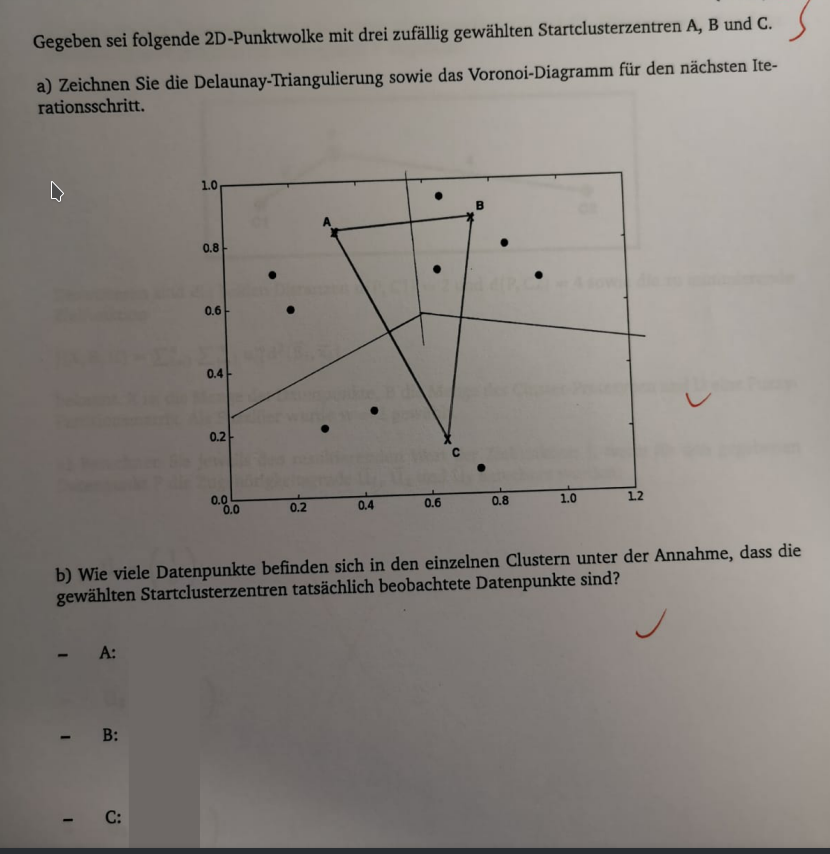 Gegeben sei folgende 2D-Punktwolke mit drei zufällig gewählten Startclusterzentren A, B und C.
a) Zeichnen Sie die Delaunay-Triangulierung sowie das Voronoi-Diagramm für den nächsten Ite-
rationsschritt.
1.0
B
A
0.8
0.6
0.4
0.2
C
0.0
0.0 0.2 0.4 0.6 0.8 1.0 1.2
b) Wie viele Datenpunkte befinden sich in den einzelnen Clustern unter der Annahme, dass die
gewählten Startclusterzentren tatsächlich beobachtete Datenpunkte sind?
– A:
– B:
– C: